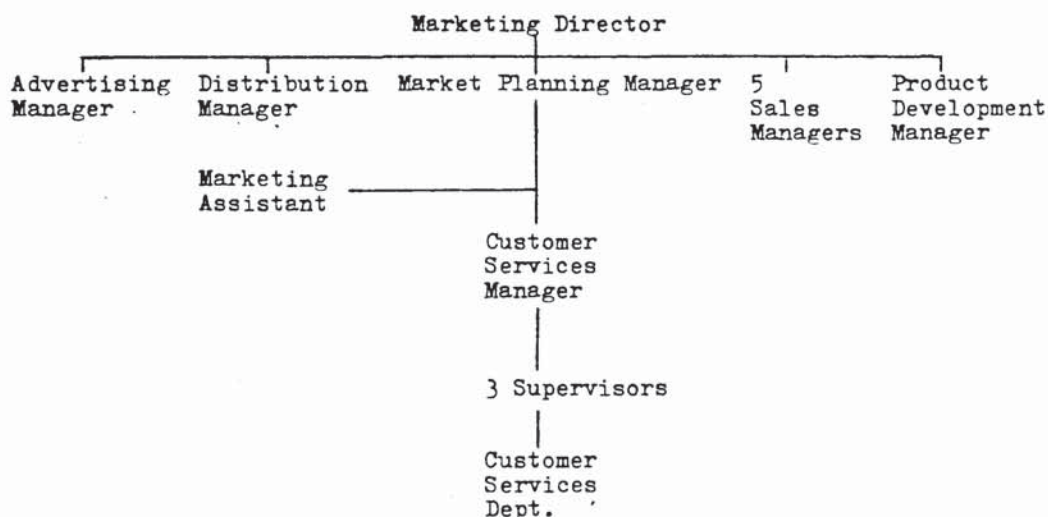 Marketing Director
Advertising Manager
Distribution Manager
Market Planning Manager
5 Sales Managers
Product Development Manager
Marketing Assistant
Customer Services Manager
3 Supervisors
Customer Services Dept.